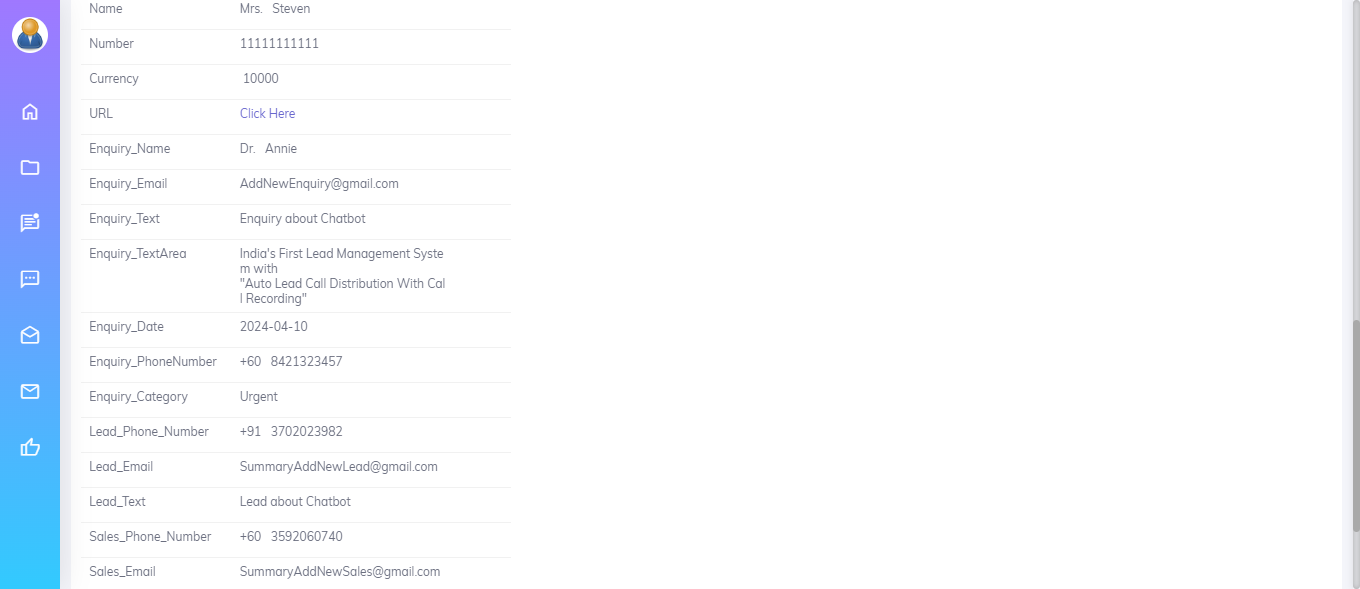 Name Mrs. Steven
Number 11111111111
Currency 10000
URL Click Here
Enquiry_Name Dr. Annie
Enquiry_Email AddNewEnquiry@gmail.com
Enquiry_Text Enquiry about Chatbot
Enquiry_TextArea India's First Lead Management Syste
m with
"Auto Lead Call Distribution With Cal
l Recording"
Enquiry_Date 2024-04-10
Enquiry_PhoneNumber +60 8421323457
Enquiry_Category Urgent
Lead_Phone_Number +91 3702023982
Lead_Email SummaryAddNewLead@gmail.com
Lead_Text Lead about Chatbot
Sales_Phone_Number +60 3592060740
Sales_Email SummaryAddNewSales@gmail.com